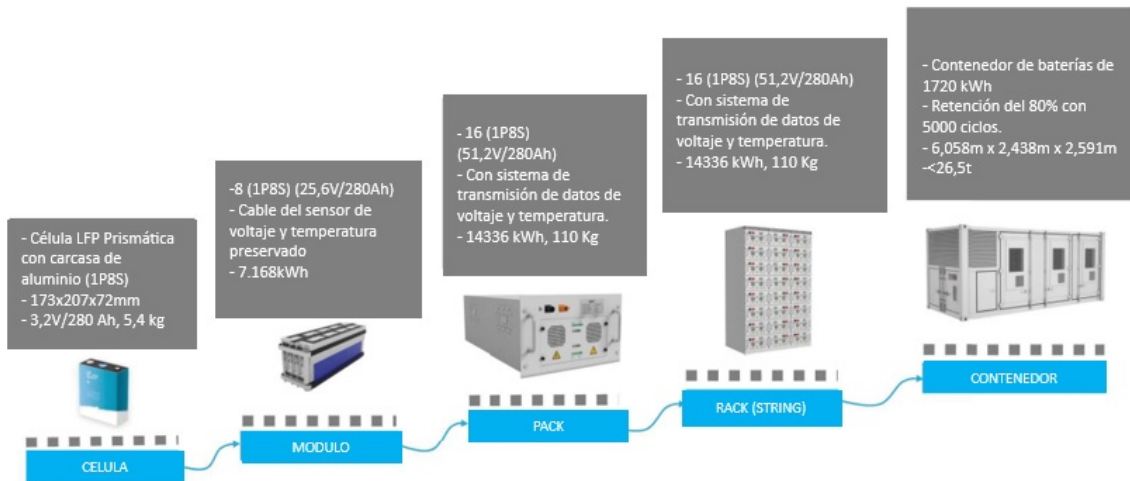 - Célula LFP Prismática
con carcasa de
aluminio (1P8S)
- 173x207x72mm
- 3,2V/280 Ah, 5,4 kg
CELULA
-8 (1P8S) (25,6V/280Ah)
- Cable del sensor de
voltaje y temperatura
preservado
- 7.168kWh
MODULO
- 16 (1P8S)
(51,2V/280Ah)
- Con sistema de
transmisión de datos de
voltaje y temperatura.
- 14336 kWh, 110 Kg
PACK
- 16 (1P8S) (51,2V/280Ah)
- Con sistema de
transmisión de datos de
voltaje y temperatura.
- 14336 kWh, 110 Kg
RACK (STRING)
- Contenedor de baterías de
1720 kWh
- Retención del 80% con
5000 ciclos.
- 6,058m x 2,438m x 2,591m
-<26,5t
CONTENEDOR